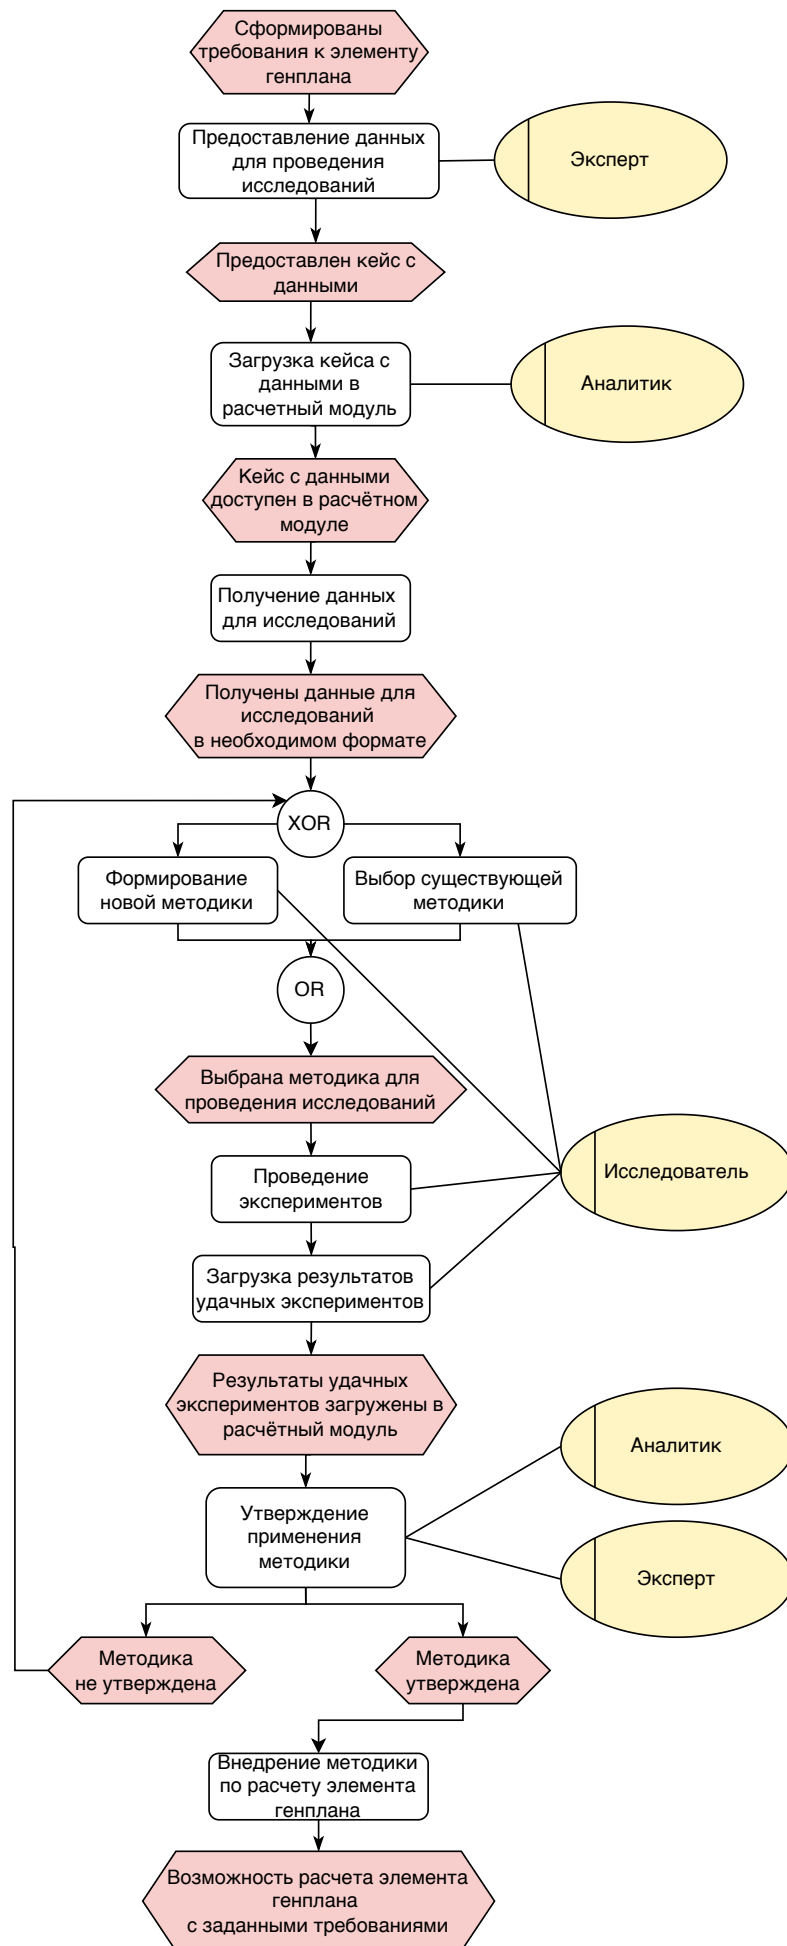 Сформированы
требования к элементу
генплана
Предоставление данных
для проведения
исследований
Эксперт
Предоставлен кейс с
данными
Загрузка кейса с
данными в
расчетный модуль
Аналитик
Кейс с данными
доступен в расчётном
модуле
Получение данных
для исследований
Получены данные для
исследований
в необходимом формате
XOR
Формирование
новой методики
Выбор существующей
методики
OR
Выбрана методика для
проведения исследований
Проведение
экспериментов
Исследователь
Загрузка результатов
удачных экспериментов
Результаты удачных
экспериментов загружены в
расчётный модуль
Аналитик
Утверждение
применения
методики
Эксперт
Методика
не утверждена
Методика
утверждена
Внедрение методики
по расчету элемента
генплана
Возможность расчета элемента
генплана
с заданными требованиями